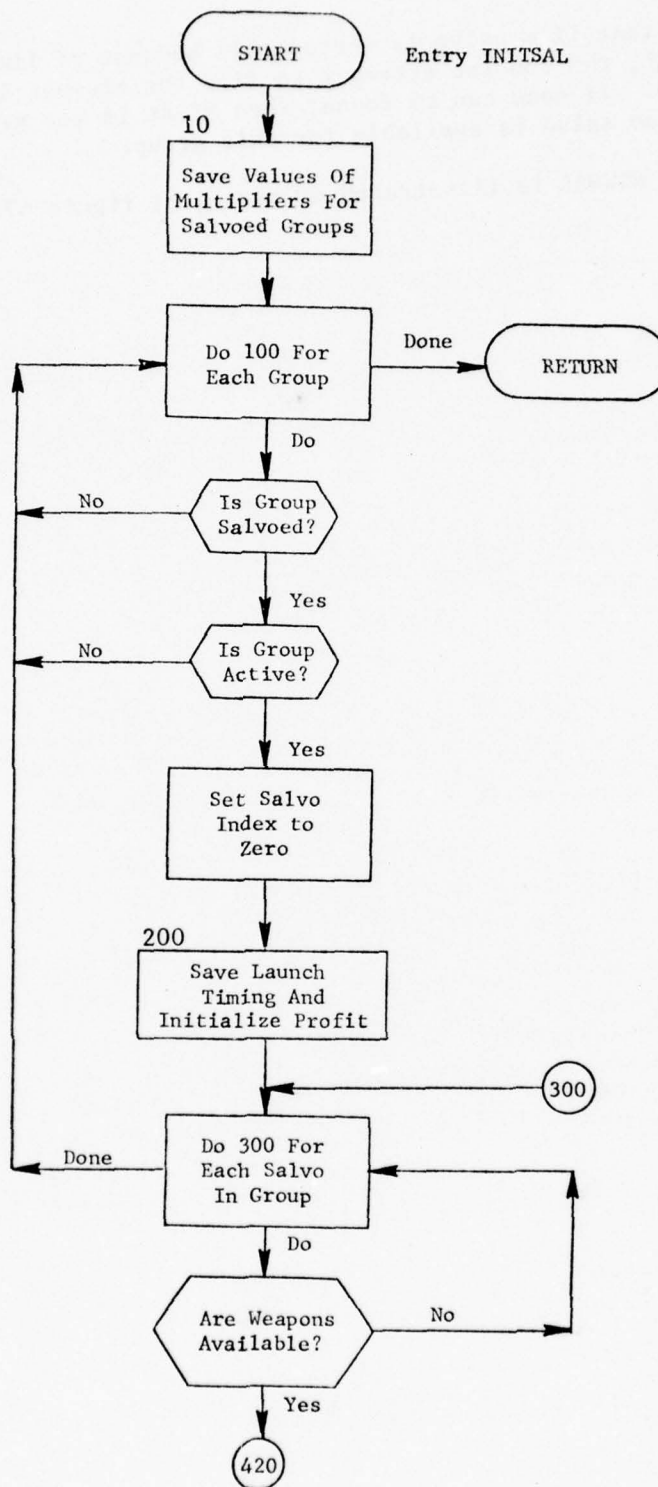 START
Entry INITSAL
10
Save Values Of
Multipliers For
Salvoed Groups
Do 100 For
Each Group
Done
RETURN
Do
Is Group
Salvoed?
No
Yes
Is Group
Active?
No
Yes
Set Salvo
Index to
Zero
200
Save Launch
Timing And
Initialize Profit
300
Do 300 For
Each Salvo
In Group
Done
Do
Are Weapons
Available?
No
Yes
420